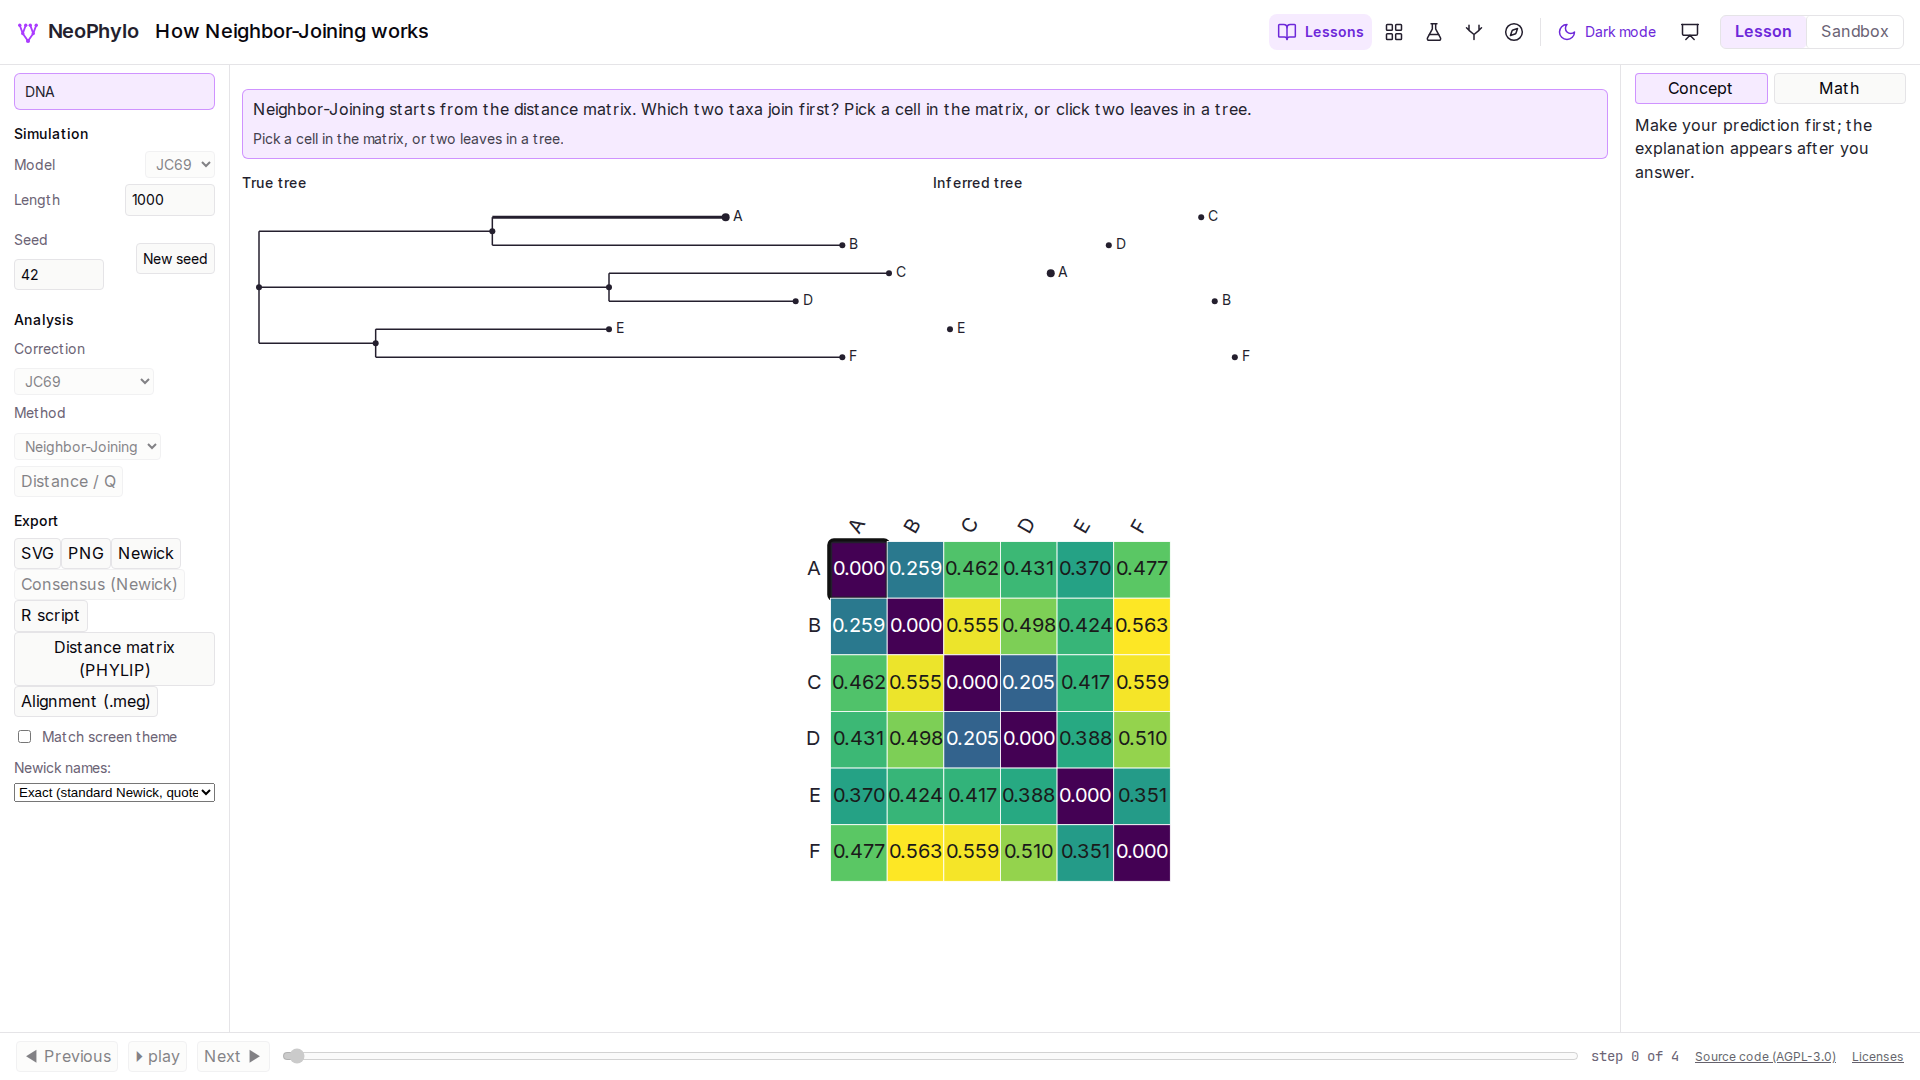 NeoPhylo
How Neighbor-Joining works
Lessons
Dark mode
Lesson
Sandbox
DNA
Simulation
Model
JC69
Length
1000
Seed
42
New seed
Analysis
Correction
JC69
Method
Neighbor-Joining
Distance / Q
Export
SVG
PNG
Newick
Consensus (Newick)
R script
Distance matrix
(PHYLIP)
Alignment (.meg)
Match screen theme
Newick names:
Exact (standard Newick, quote
Neighbor-Joining starts from the distance matrix. Which two taxa join first? Pick a cell in the matrix, or click two leaves in a tree.
Pick a cell in the matrix, or two leaves in a tree.
True tree
A
B
C
D
E
F
Inferred tree
C
D
A
B
E
F
A B C D E F
A 0.000 0.259 0.462 0.431 0.370 0.477
B 0.259 0.000 0.555 0.498 0.424 0.563
C 0.462 0.555 0.000 0.205 0.417 0.559
D 0.431 0.498 0.205 0.000 0.388 0.510
E 0.370 0.424 0.417 0.388 0.000 0.351
F 0.477 0.563 0.559 0.510 0.351 0.000
Concept
Math
Make your prediction first; the
explanation appears after you
answer.
Previous
play
Next
step 0 of 4
Source code (AGPL-3.0)
Licenses